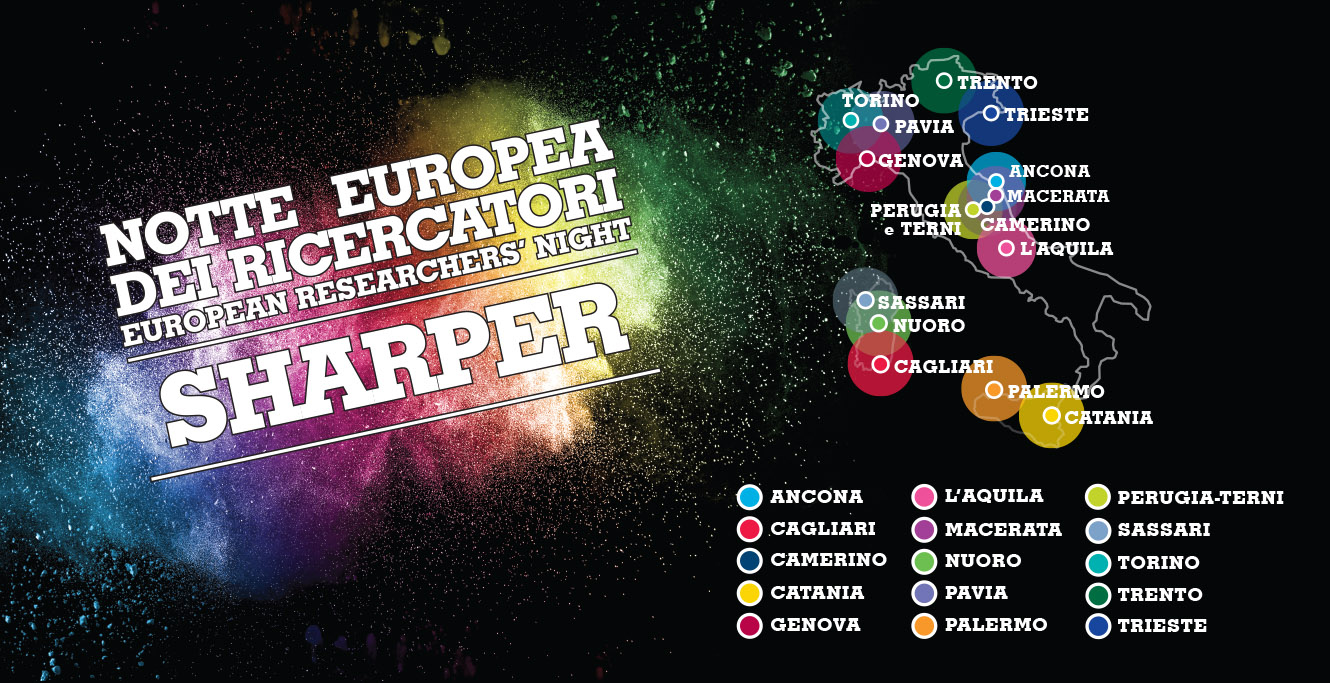 NOTTE EUROPEA
DEI RICERCATORI
EUROPEAN RESEARCHERS' NIGHT
SHARPER
TRENTO
TORINO
TRIESTE
PAVIA
GENOVA
ANCONA
MACERATA
PERUGIA
e TERNI
CAMERINO
L'AQUILA
SASSARI
NUORO
CAGLIARI
PALERMO
CATANIA
ANCONA
CAGLIARI
CAMERINO
CATANIA
GENOVA
L'AQUILA
MACERATA
NUORO
PAVIA
PALERMO
PERUGIA-TERNI
SASSARI
TORINO
TRENTO
TRIESTE